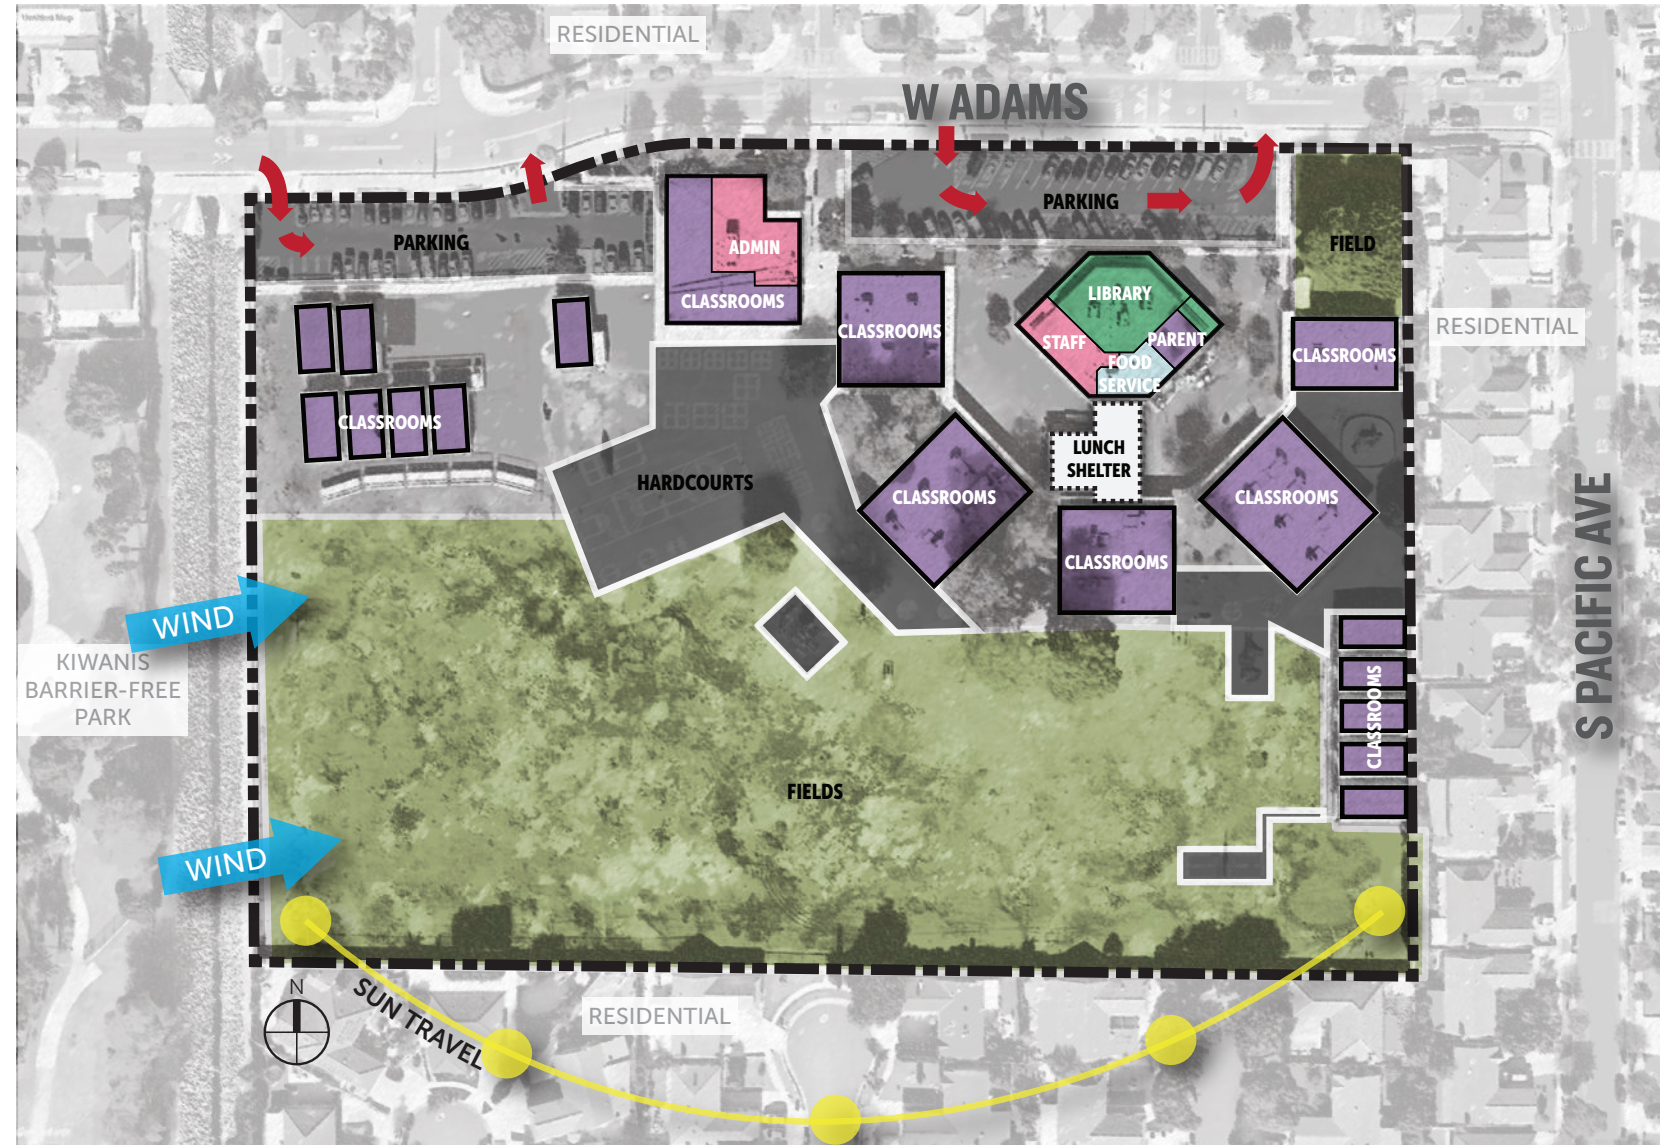 RESIDENTIAL
W ADAMS
PARKING
PARKING
FIELD
ADMIN
CLASSROOMS
LIBRARY
STAFF
PARENT
FOOD
SERVICE
CLASSROOMS
CLASSROOMS
RESIDENTIAL
CLASSROOMS
LUNCH
SHELTER
HARDCOURTS
CLASSROOMS
CLASSROOMS
CLASSROOMS
S PACIFIC AVE
WIND
KIWANIS
BARRIER-FREE
PARK
CLASSROOMS
FIELDS
WIND
N
SUN TRAVEL
RESIDENTIAL